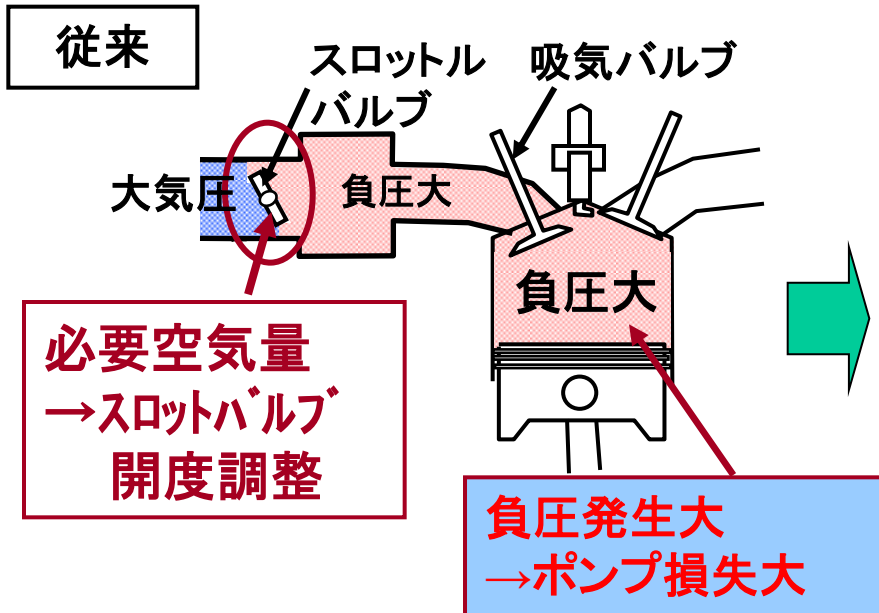 従来
スロットル
バルブ
吸気バルブ
大気圧
負圧大
負圧大
必要空気量
→スロットバルブ
開度調整
負圧発生大
→ポンプ損失大